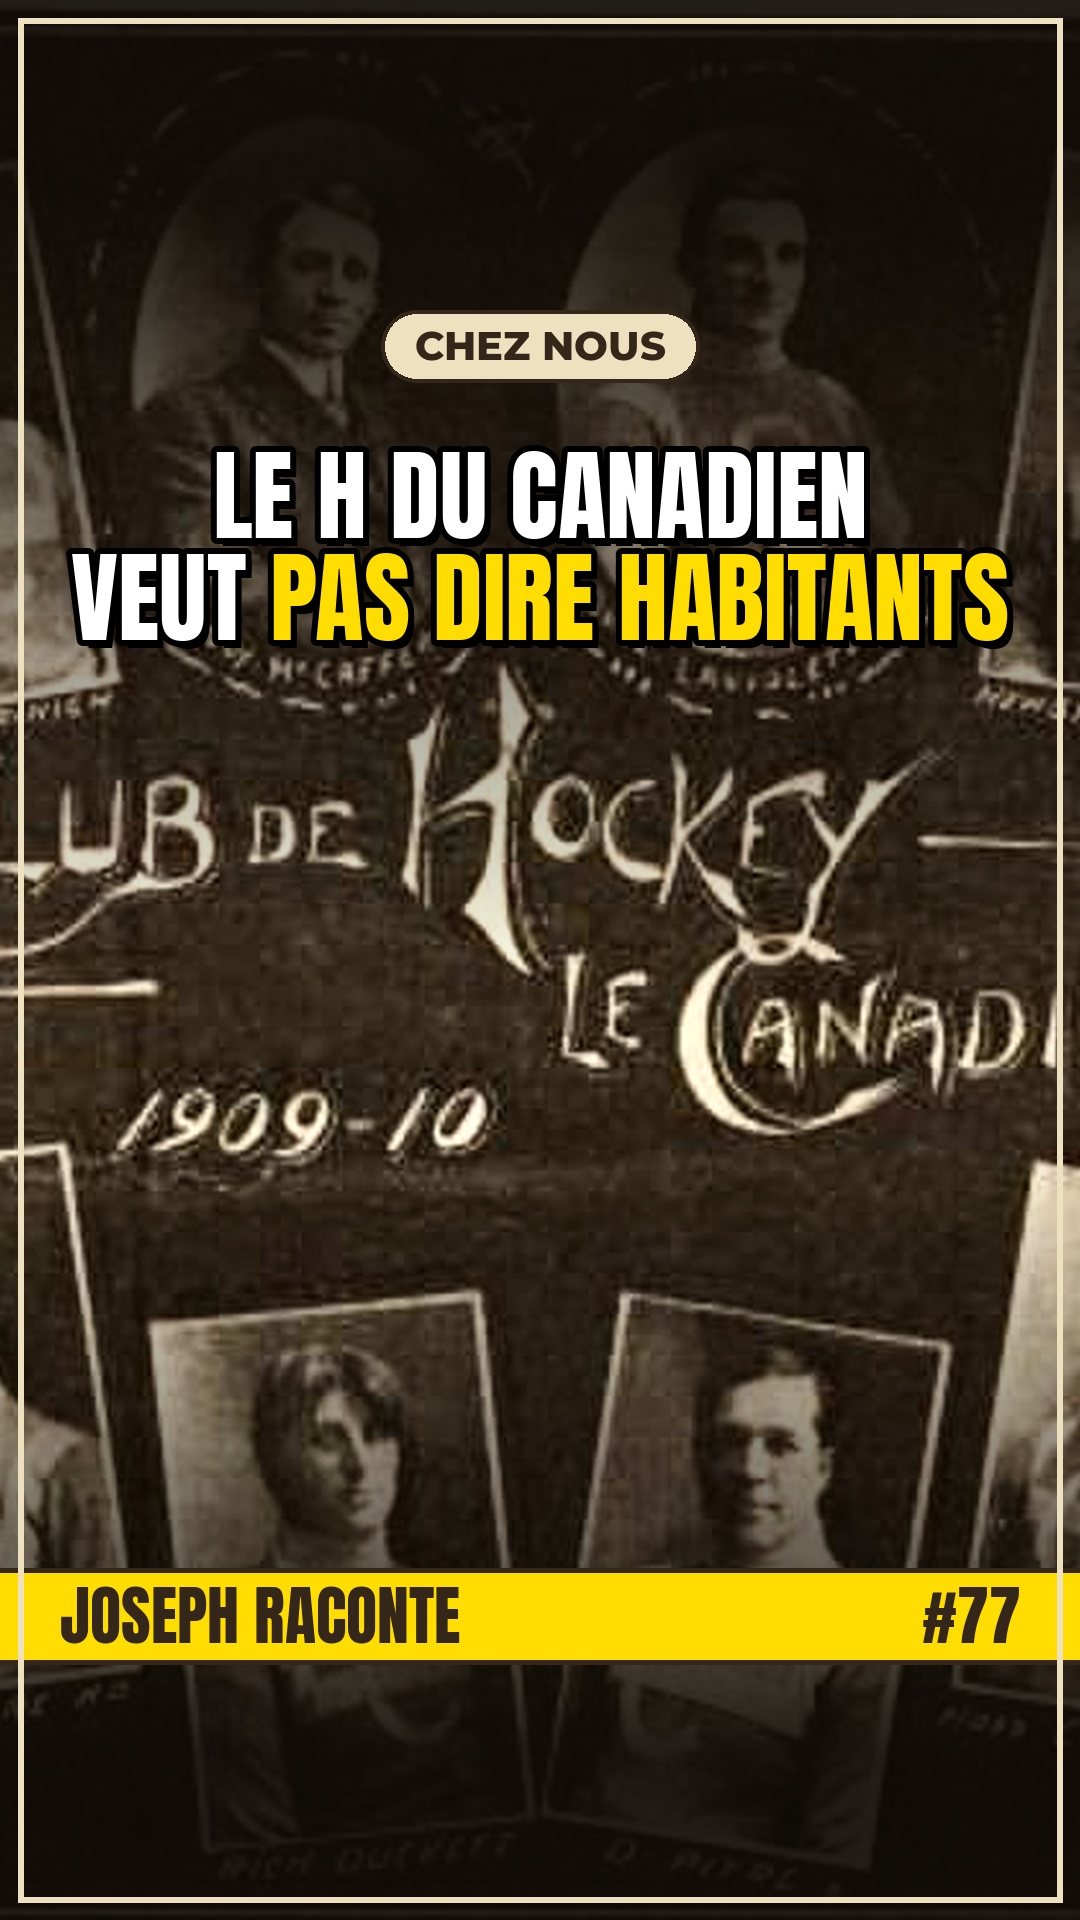 CHEZ NOUS
LE H DU CANADIEN
VEUT PAS DIRE HABITANTS
UB DE HOCKEY
LE CANADI
1909-10
JOSEPH RACONTE
#77